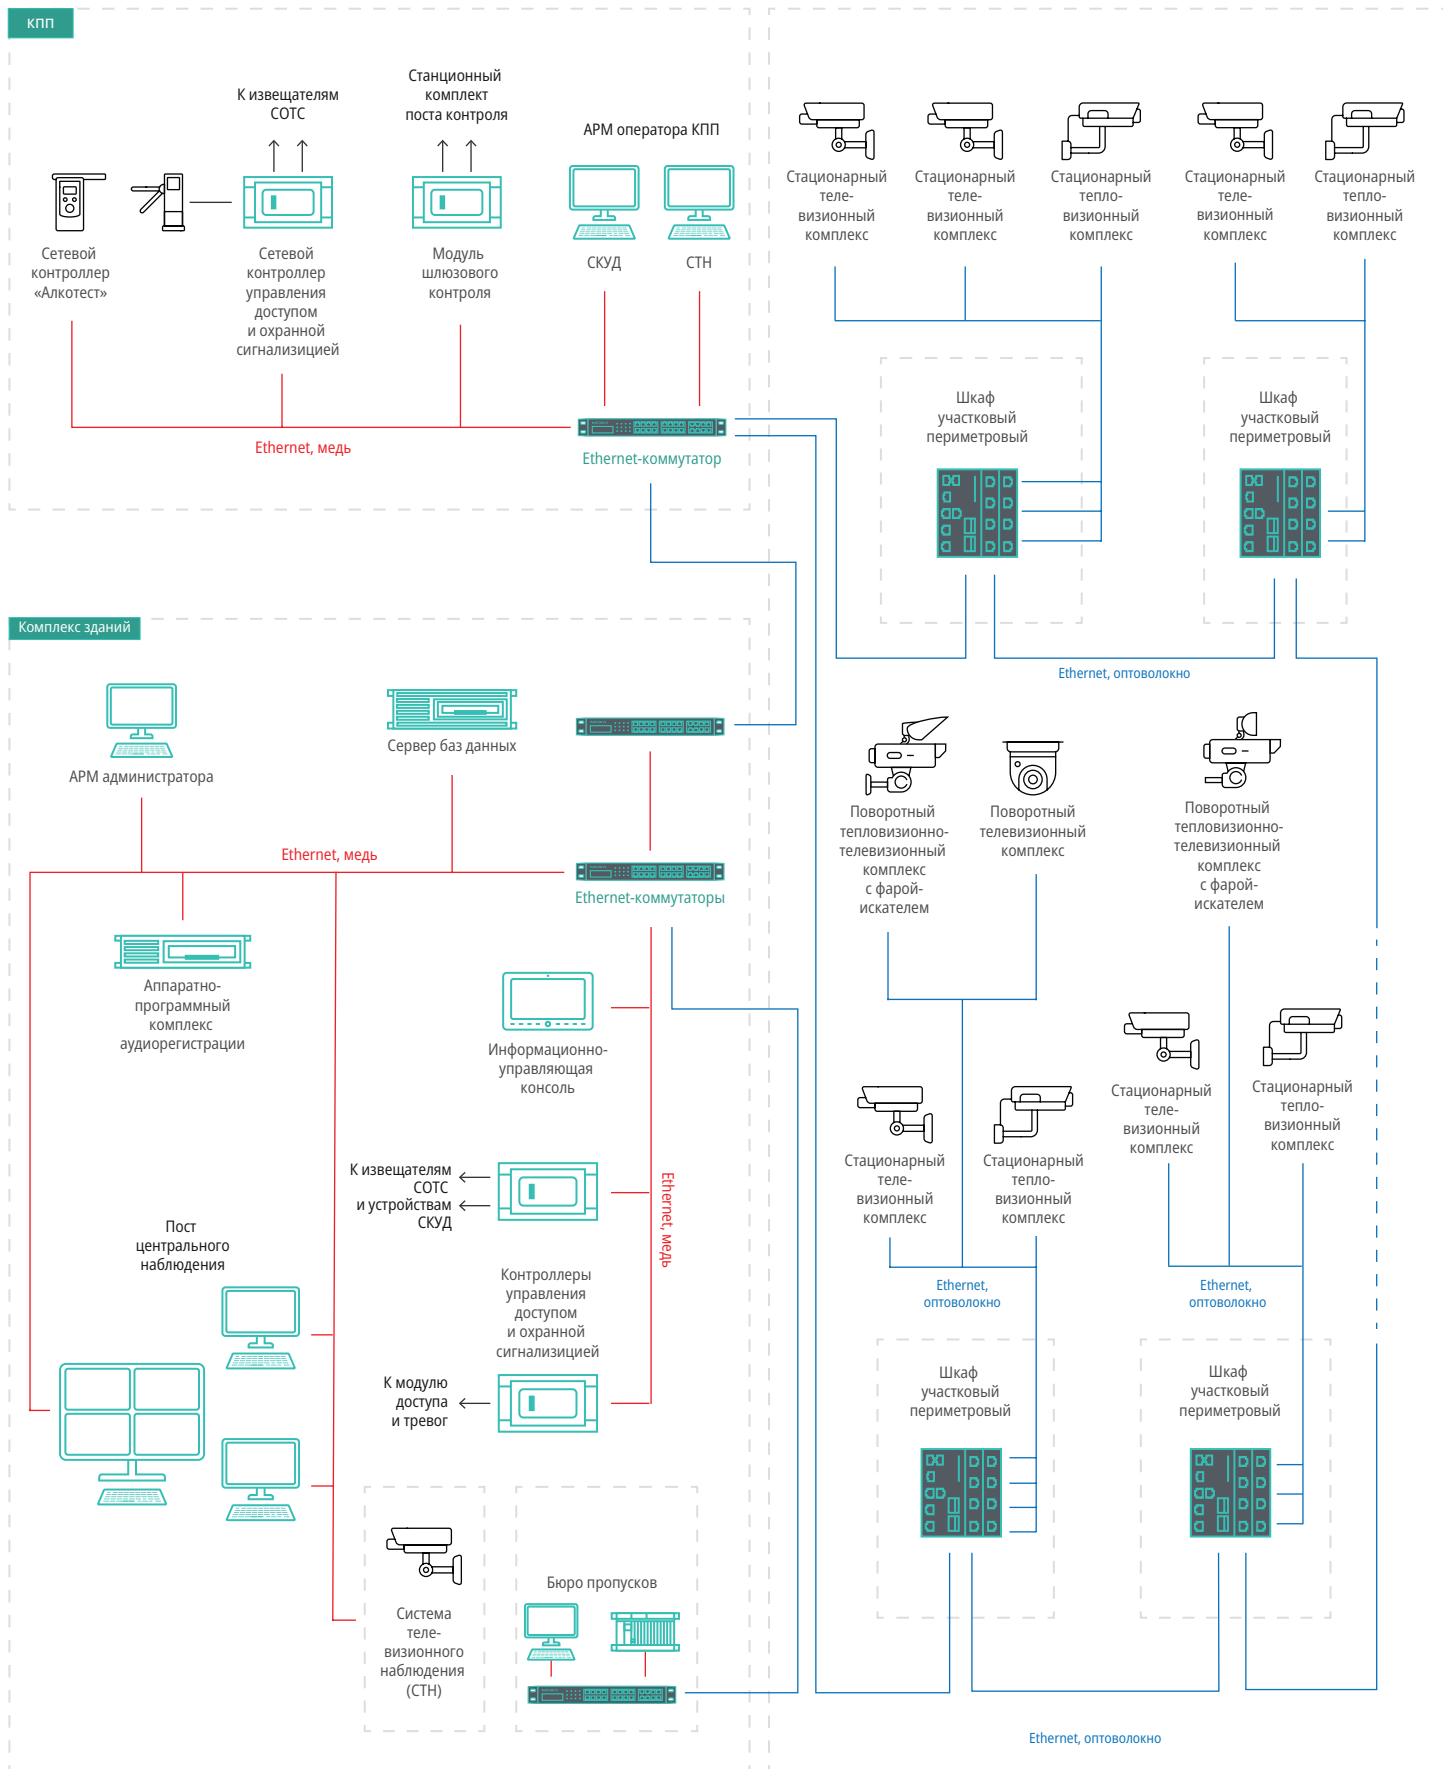 КПП
К извещателям
СОТС
Станционный
комплект
поста контроля
АРМ оператора КПП
Сетевой
контроллер
«Алкотест»
Сетевой
контроллер
управления
доступом
и охранной
сигнализицией
Модуль
шлюзового
контроля
СКУД
СТН
Ethernet, медь
Ethernet-коммутатор
Стационарный
теле-
визионный
комплекс
Стационарный
теле-
визионный
комплекс
Стационарный
тепло-
визионный
комплекс
Стационарный
теле-
визионный
комплекс
Стационарный
тепло-
визионный
комплекс
Шкаф
участковый
периметровый
Шкаф
участковый
периметровый
Ethernet, оптоволокно
Комплекс зданий
АРМ администратора
Сервер баз данных
Ethernet, медь
Ethernet-коммутаторы
Аппаратно-
программный
комплекс
аудиорегистрации
Информационно-
управляющая
консоль
К извещателям
СОТС
и устройствам
СКУД
Ethernet, медь
Пост
центрального
наблюдения
Контроллеры
управления
доступом
и охранной
сигнализицией
К модулю
доступа
и тревог
Система
теле-
визионного
наблюдения
(СТН)
Бюро пропусков
Поворотный
тепловизионно-
телевизионный
комплекс
с фарой-
искателем
Поворотный
телевизионный
комплекс
Поворотный
тепловизионно-
телевизионный
комплекс
с фарой-
искателем
Стационарный
теле-
визионный
комплекс
Стационарный
тепло-
визионный
комплекс
Стационарный
теле-
визионный
комплекс
Стационарный
тепло-
визионный
комплекс
Ethernet,
оптоволокно
Ethernet,
оптоволокно
Шкаф
участковый
периметровый
Шкаф
участковый
периметровый
Ethernet, оптоволокно